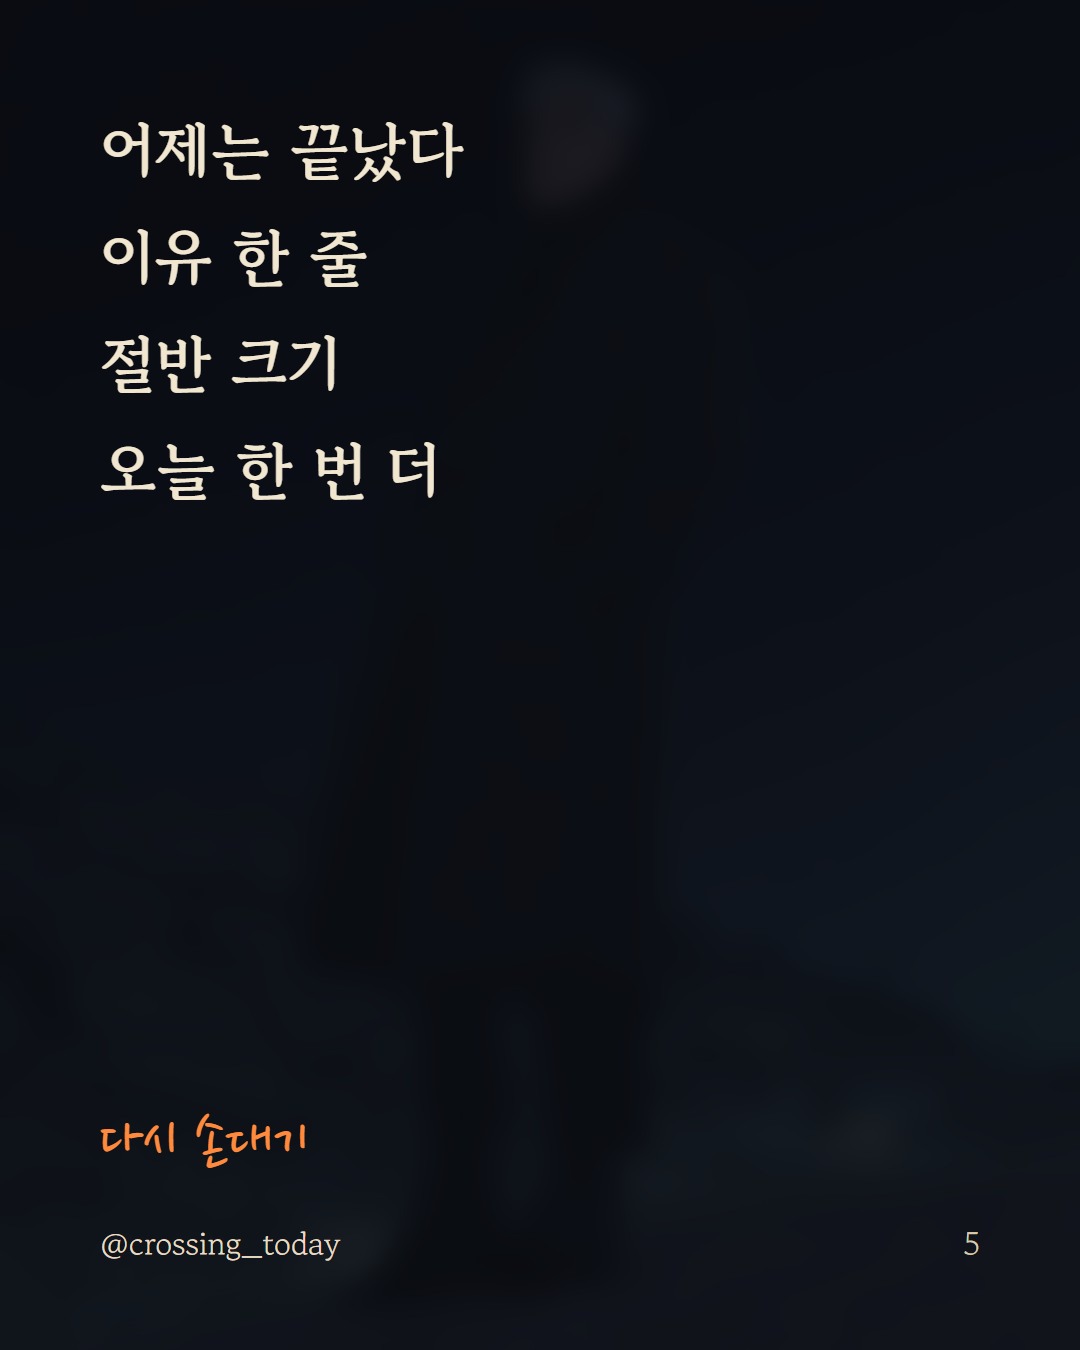 어제는 끝났다
이유 한 줄
절반 크기
오늘 한 번 더
다시 손대기
@crossing_today
5